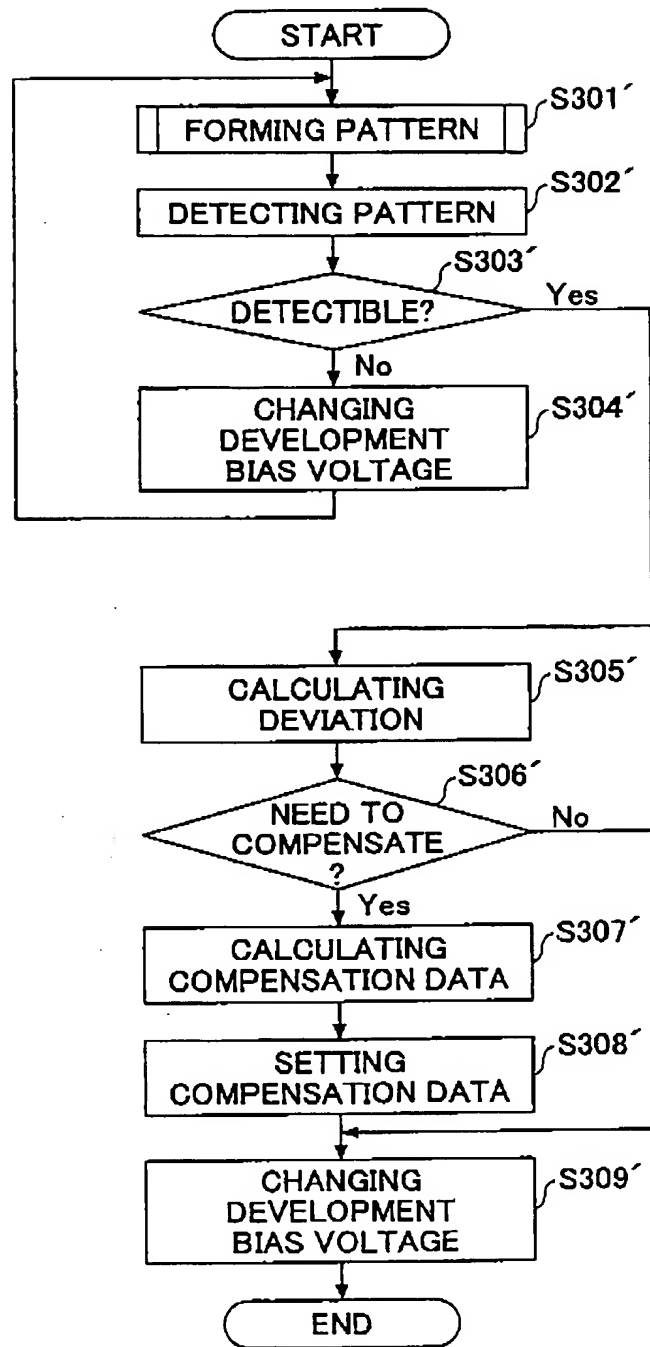 START
FORMING PATTERN
S301´
DETECTING PATTERN
S302´
DETECTIBLE?
S303´
Yes
No
CHANGING
DEVELOPMENT
BIAS VOLTAGE
S304´
CALCULATING
DEVIATION
S305´
NEED TO
COMPENSATE
?
S306´
No
Yes
CALCULATING
COMPENSATION DATA
S307´
SETTING
COMPENSATION DATA
S308´
CHANGING
DEVELOPMENT
BIAS VOLTAGE
S309´
END